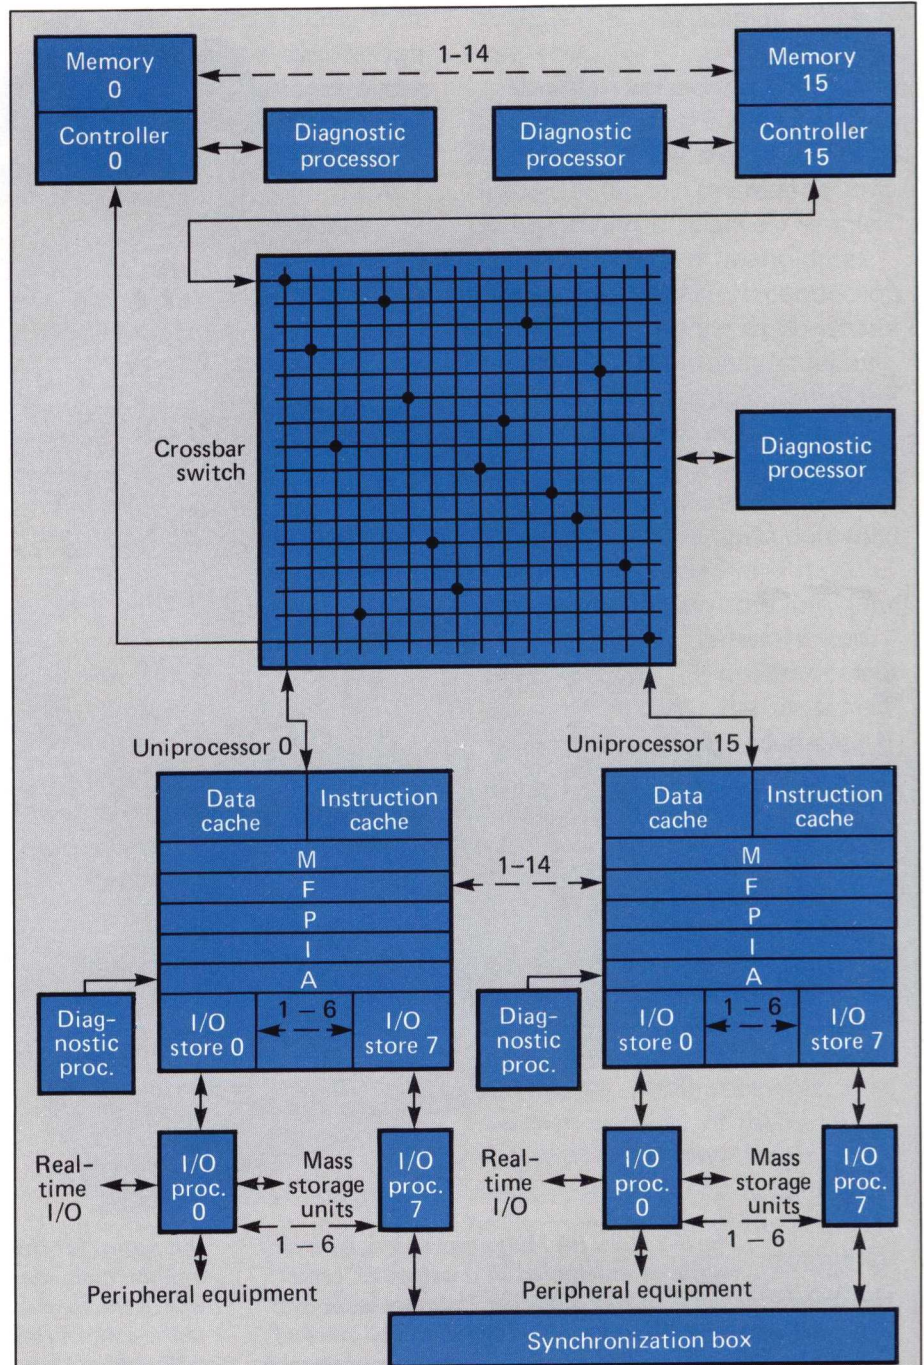 1–14
Memory
0
Memory
15
Controller
0
Diagnostic
processor
Diagnostic
processor
Controller
15
Crossbar
switch
Diagnostic
processor
Uniprocessor 0
Uniprocessor 15
Data
cache
Instruction
cache
M
F
P
I
A
1–14
Data
cache
Instruction
cache
M
F
P
I
A
Diag-
nostic
proc.
I/O
store 0
1 – 6
I/O
store 7
Diag-
nostic
proc.
I/O
store 0
1 – 6
I/O
store 7
Real-
time
I/O
I/O
proc.
0
Mass
storage
units
1 – 6
I/O
proc.
7
Peripheral equipment
Real-
time
I/O
I/O
proc.
0
Mass
storage
units
1 – 6
I/O
proc.
7
Peripheral equipment
Synchronization box